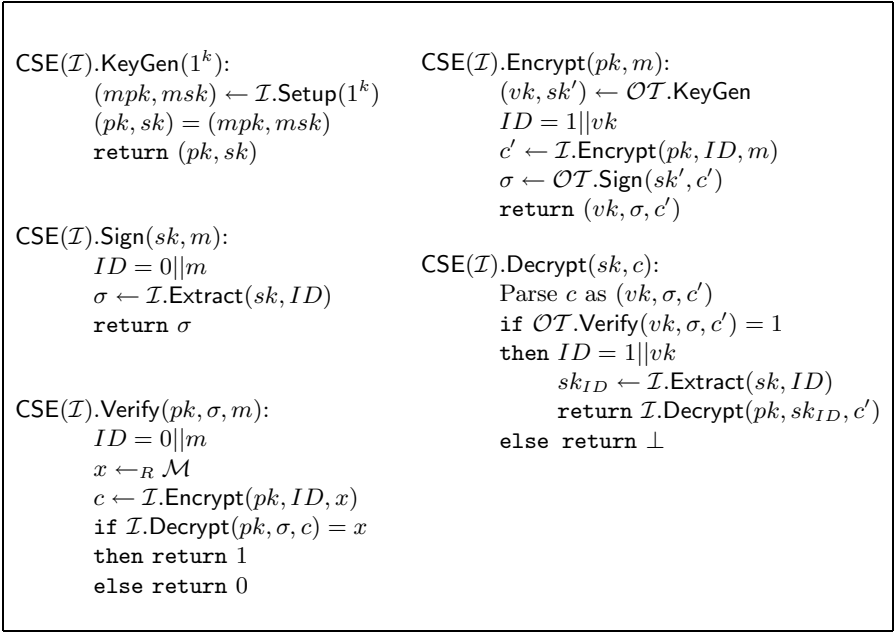 CSE(𝓘).KeyGen(1^k):
(mpk, msk) ← 𝓘.Setup(1^k)
(pk, sk) = (mpk, msk)
return (pk, sk)
CSE(𝓘).Sign(sk, m):
ID = 0||m
σ ← 𝓘.Extract(sk, ID)
return σ
CSE(𝓘).Verify(pk, σ, m):
ID = 0||m
x ←_R 𝓜
c ← 𝓘.Encrypt(pk, ID, x)
if 𝓘.Decrypt(pk, σ, c) = x
then return 1
else return 0
CSE(𝓘).Encrypt(pk, m):
(vk, sk′) ← 𝓞𝓣.KeyGen
ID = 1||vk
c′ ← 𝓘.Encrypt(pk, ID, m)
σ ← 𝓞𝓣.Sign(sk′, c′)
return (vk, σ, c′)
CSE(𝓘).Decrypt(sk, c):
Parse c as (vk, σ, c′)
if 𝓞𝓣.Verify(vk, σ, c′) = 1
then ID = 1||vk
sk_ID ← 𝓘.Extract(sk, ID)
return 𝓘.Decrypt(pk, sk_ID, c′)
else return ⊥